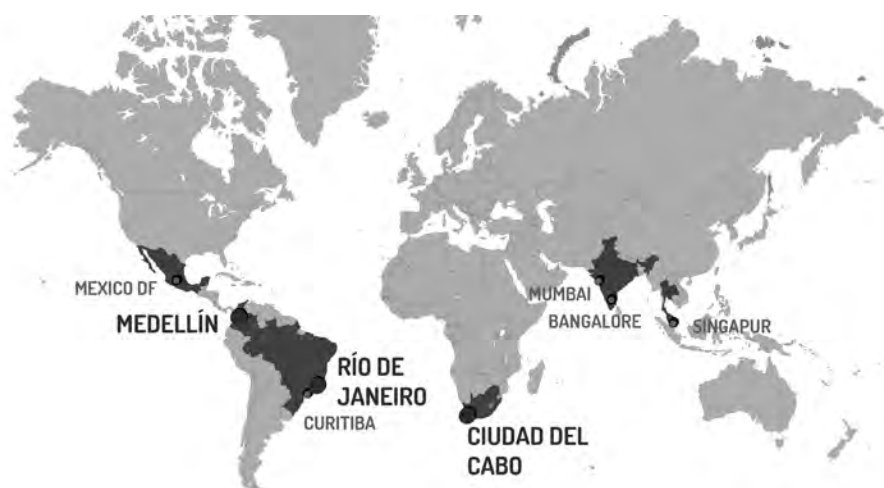 MEXICO DF
MEDELLÍN
RÍO DE
JANEIRO
CURITIBA
CIUDAD DEL
CABO
MUMBAI
BANGALORE
SINGAPUR